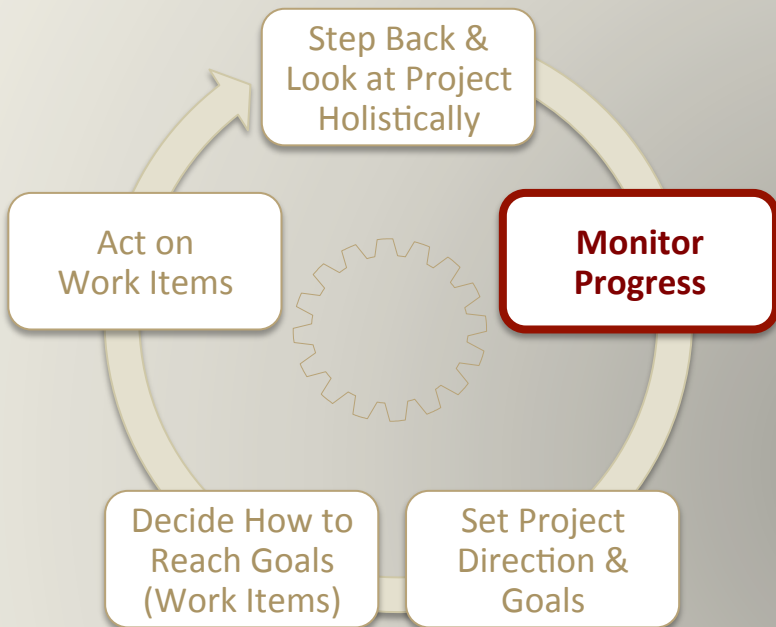 Step Back &
Look at Project
Holistically
Monitor
Progress
Set Project
Direction &
Goals
Decide How to
Reach Goals
(Work Items)
Act on
Work Items